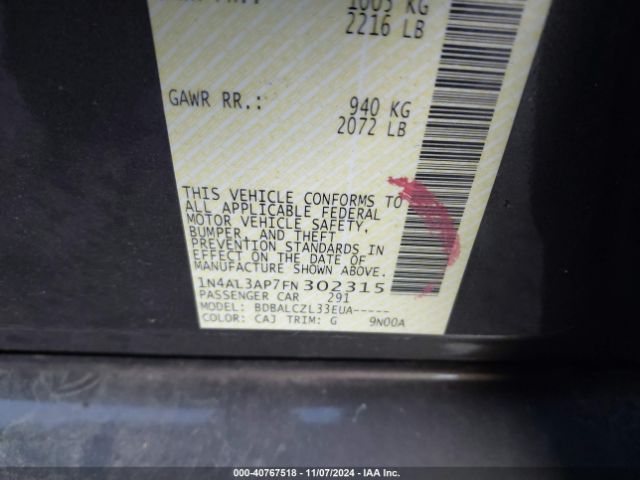 1005 KG
2216 LB
GAWR RR.: 940 KG
2072 LB
THIS VEHICLE CONFORMS TO
ALL APPLICABLE FEDERAL
MOTOR VEHICLE SAFETY,
BUMPER, AND THEFT
PREVENTION STANDARDS IN
EFFECT ON THE DATE OF
MANUFACTURE SHOWN ABOVE.
1N4AL3AP7FN302315
PASSENGER CAR 291
MODEL: BDBALCZL33EUA-----
COLOR: CAJ TRIM: G 9N00A
000-40767518 - 11/07/2024 - IAA Inc.